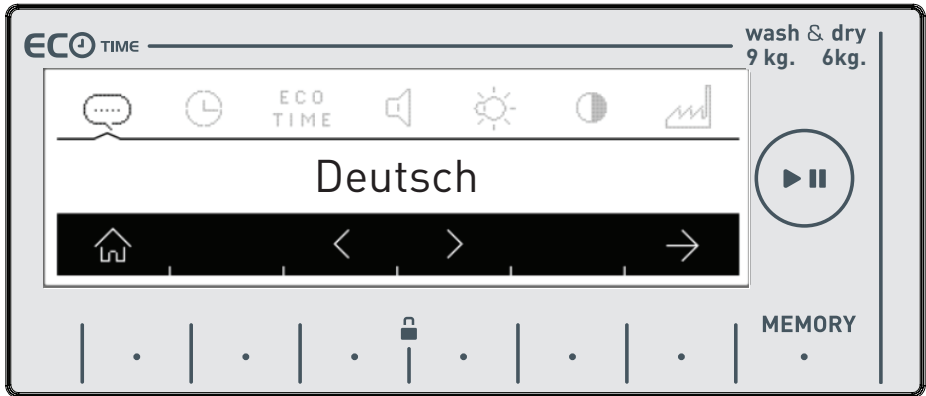 ECO TIME
wash & dry
9 kg. 6kg.
ECO
TIME
Deutsch
MEMORY